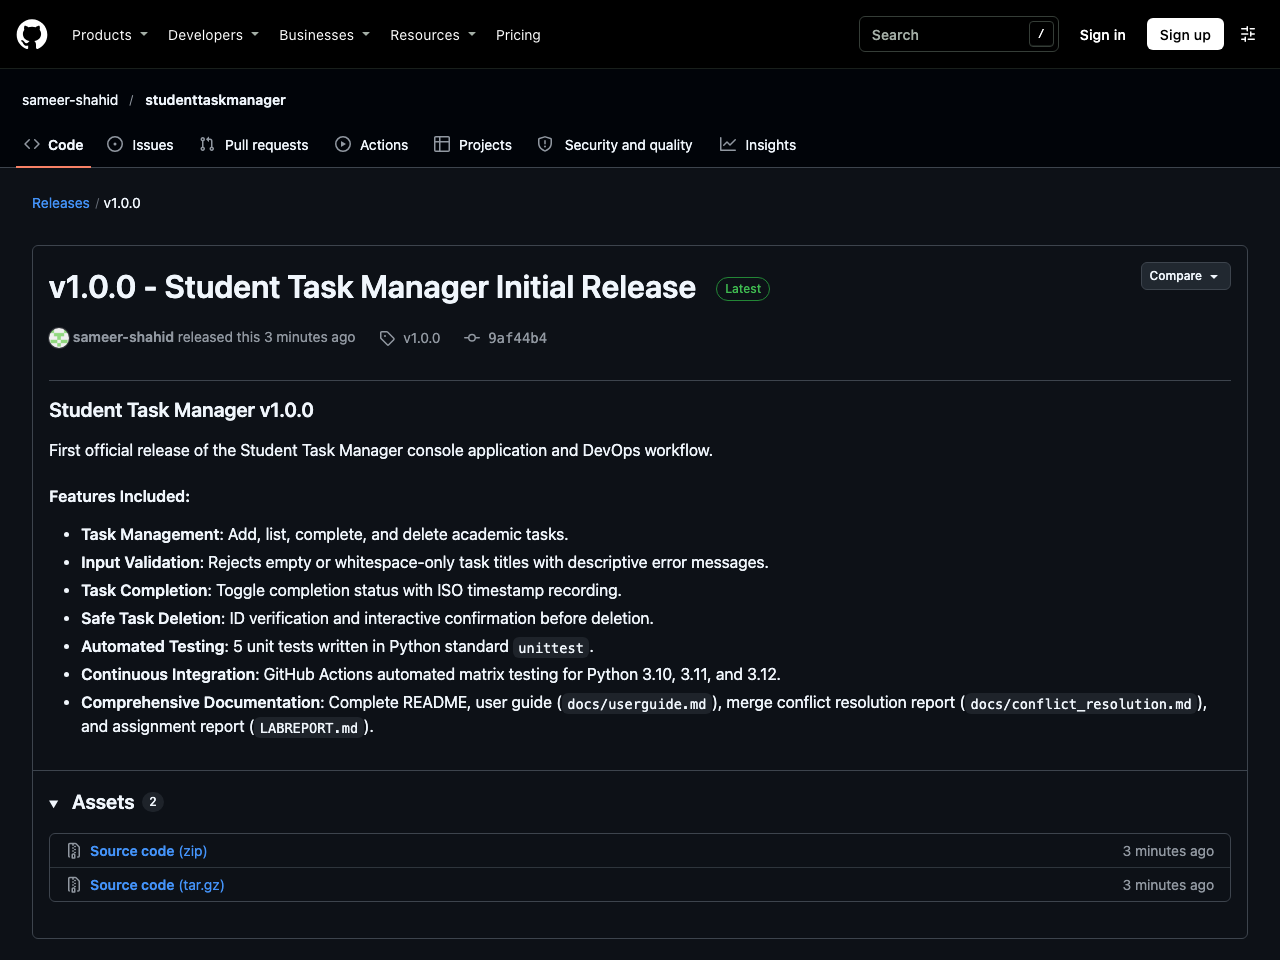 Products Developers Businesses Resources Pricing Search / Sign in Sign up
sameer-shahid / studenttaskmanager
Code Issues Pull requests Actions Projects Security and quality Insights
Releases / v1.0.0
v1.0.0 - Student Task Manager Initial Release Latest Compare
sameer-shahid released this 3 minutes ago v1.0.0 9af44b4
Student Task Manager v1.0.0
First official release of the Student Task Manager console application and DevOps workflow.
Features Included:
• Task Management: Add, list, complete, and delete academic tasks.
• Input Validation: Rejects empty or whitespace-only task titles with descriptive error messages.
• Task Completion: Toggle completion status with ISO timestamp recording.
• Safe Task Deletion: ID verification and interactive confirmation before deletion.
• Automated Testing: 5 unit tests written in Python standard unittest.
• Continuous Integration: GitHub Actions automated matrix testing for Python 3.10, 3.11, and 3.12.
• Comprehensive Documentation: Complete README, user guide (docs/userguide.md), merge conflict resolution report (docs/conflict_resolution.md),
and assignment report (LABREPORT.md).
Assets 2
Source code (zip) 3 minutes ago
Source code (tar.gz) 3 minutes ago